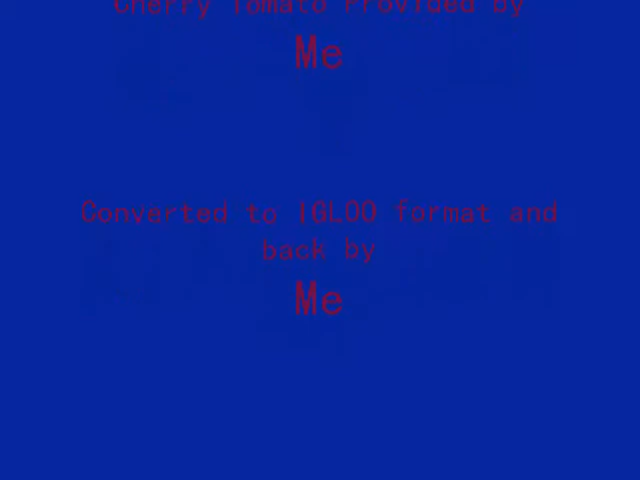 Cherry Tomato Provided by
Me
Converted to IGLOO format and
back by
Me